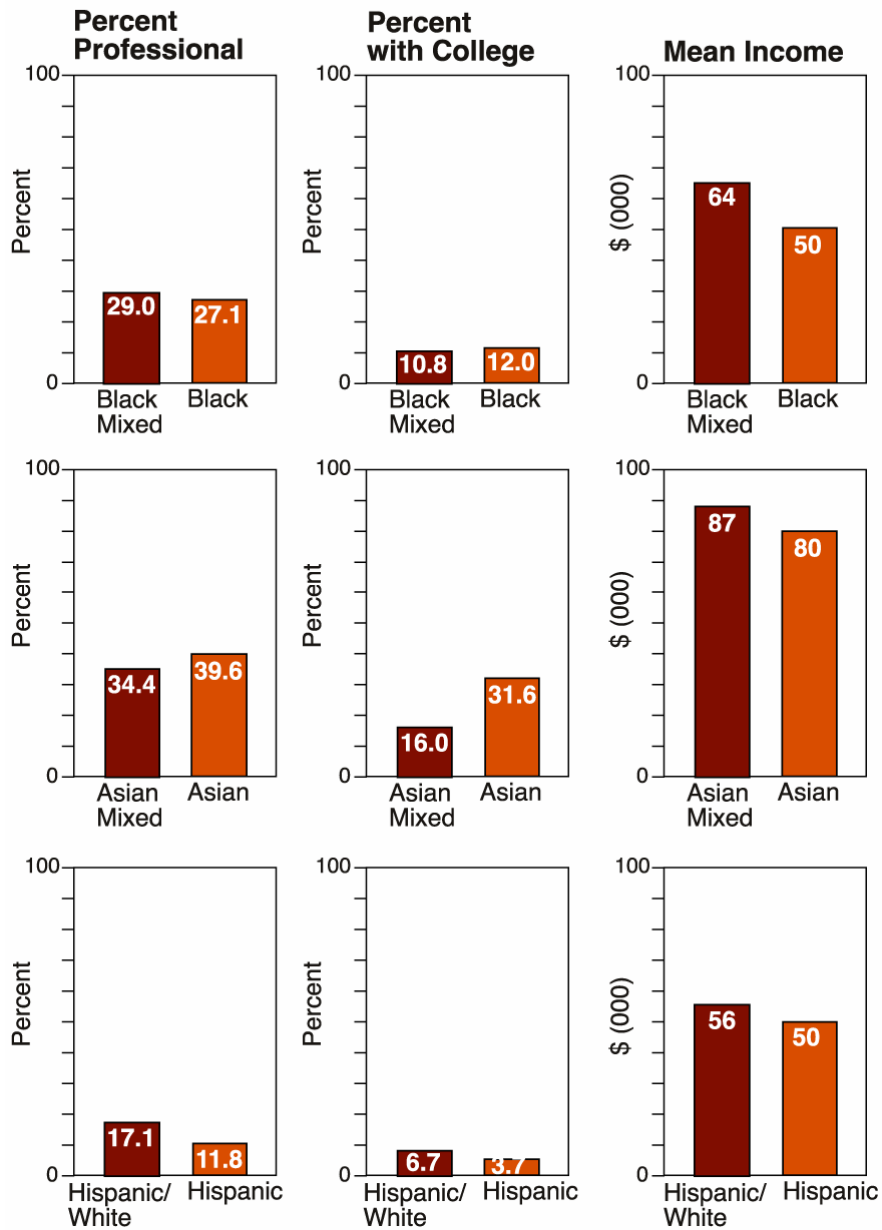 Percent
Professional
Percent
with College
Mean Income
100
Percent
29.0
27.1
0
Black
Mixed
Black
100
Percent
10.8
12.0
0
Black
Mixed
Black
100
$ (000)
64
50
0
Black
Mixed
Black
100
Percent
34.4
39.6
0
Asian
Mixed
Asian
100
Percent
16.0
31.6
0
Asian
Mixed
Asian
100
$ (000)
87
80
0
Asian
Mixed
Asian
100
Percent
17.1
11.8
0
Hispanic/
White
Hispanic
100
Percent
6.7
3.7
0
Hispanic/
White
Hispanic
100
$ (000)
56
50
0
Hispanic/
White
Hispanic